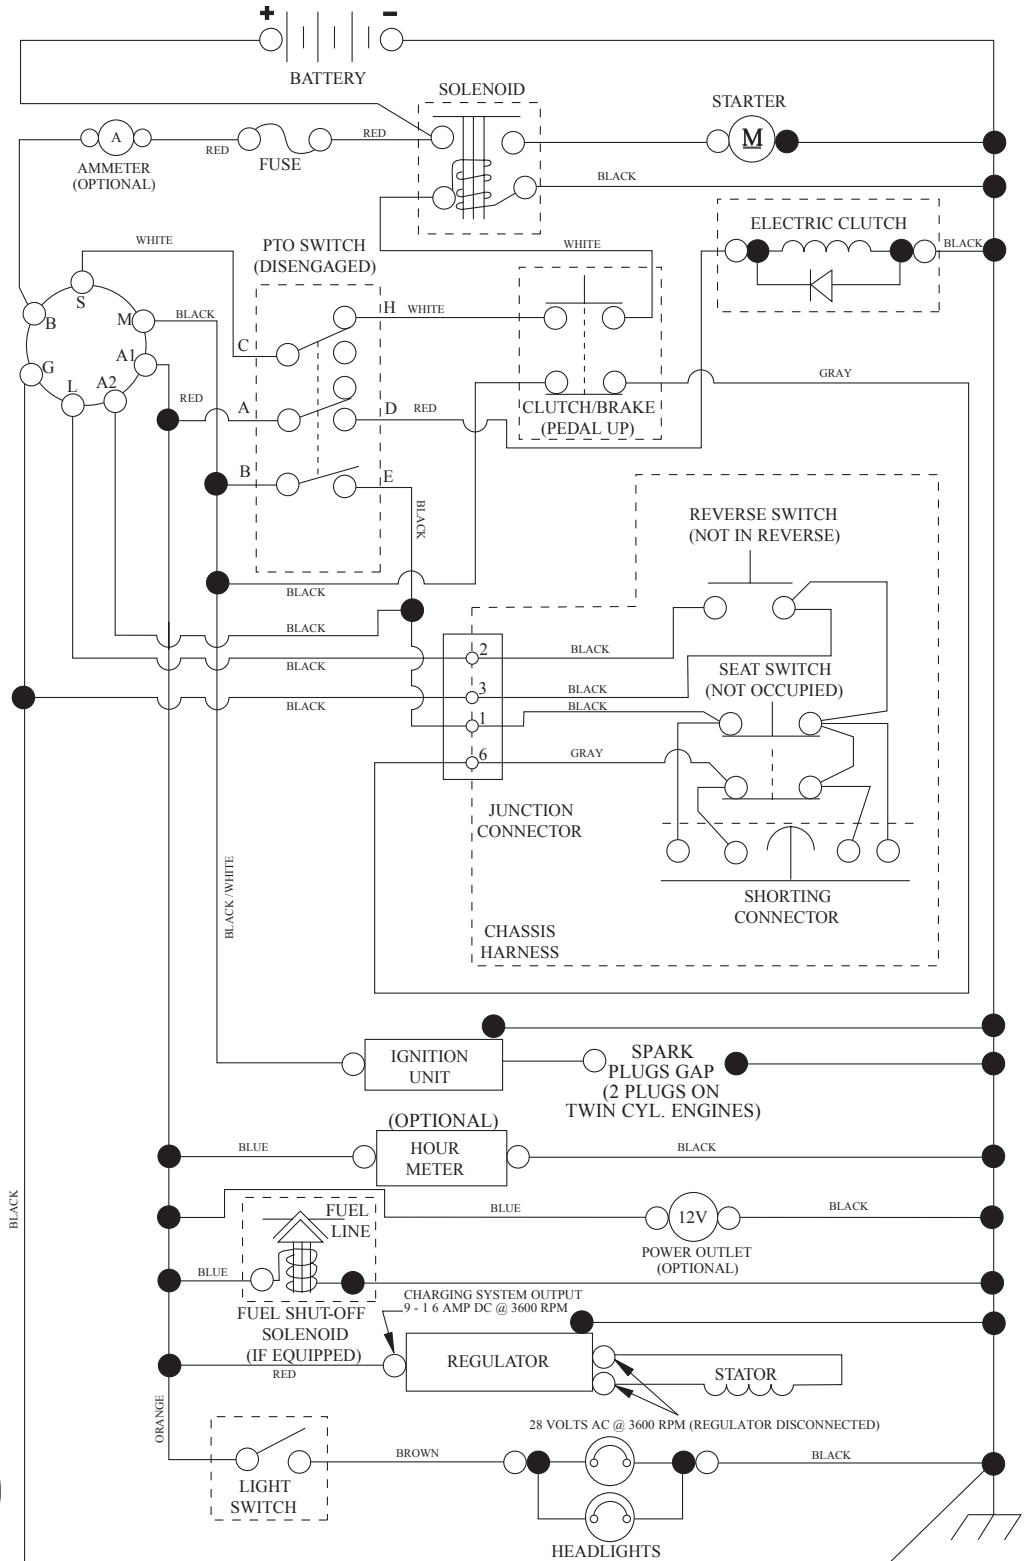 +
−
BATTERY
SOLENOID
STARTER
A
RED
FUSE
RED
M
AMMETER
(OPTIONAL)
BLACK
WHITE
PTO SWITCH
(DISENGAGED)
WHITE
ELECTRIC CLUTCH
BLACK
S
B
M
BLACK
H
WHITE
C
G
A1
L
A2
GRAY
RED
A
D
RED
CLUTCH/BRAKE
(PEDAL UP)
B
E
BLACK
REVERSE SWITCH
(NOT IN REVERSE)
BLACK
BLACK
BLACK
2
BLACK
SEAT SWITCH
(NOT OCCUPIED)
BLACK
3
BLACK
BLACK
1
6
GRAY
JUNCTION
CONNECTOR
BLACK /WHITE
SHORTING
CONNECTOR
CHASSIS
HARNESS
IGNITION
UNIT
SPARK
PLUGS GAP
(2 PLUGS ON
TWIN CYL. ENGINES)
(OPTIONAL)
HOUR
METER
BLUE
BLACK
BLACK
FUEL
LINE
BLUE
12V
BLACK
POWER OUTLET
(OPTIONAL)
BLUE
FUEL SHUT-OFF
SOLENOID
(IF EQUIPPED)
CHARGING SYSTEM OUTPUT
9 - 1 6 AMP DC @ 3600 RPM
RED
REGULATOR
STATOR
ORANGE
28 VOLTS AC @ 3600 RPM (REGULATOR DISCONNECTED)
BROWN
BLACK
LIGHT
SWITCH
HEADLIGHTS